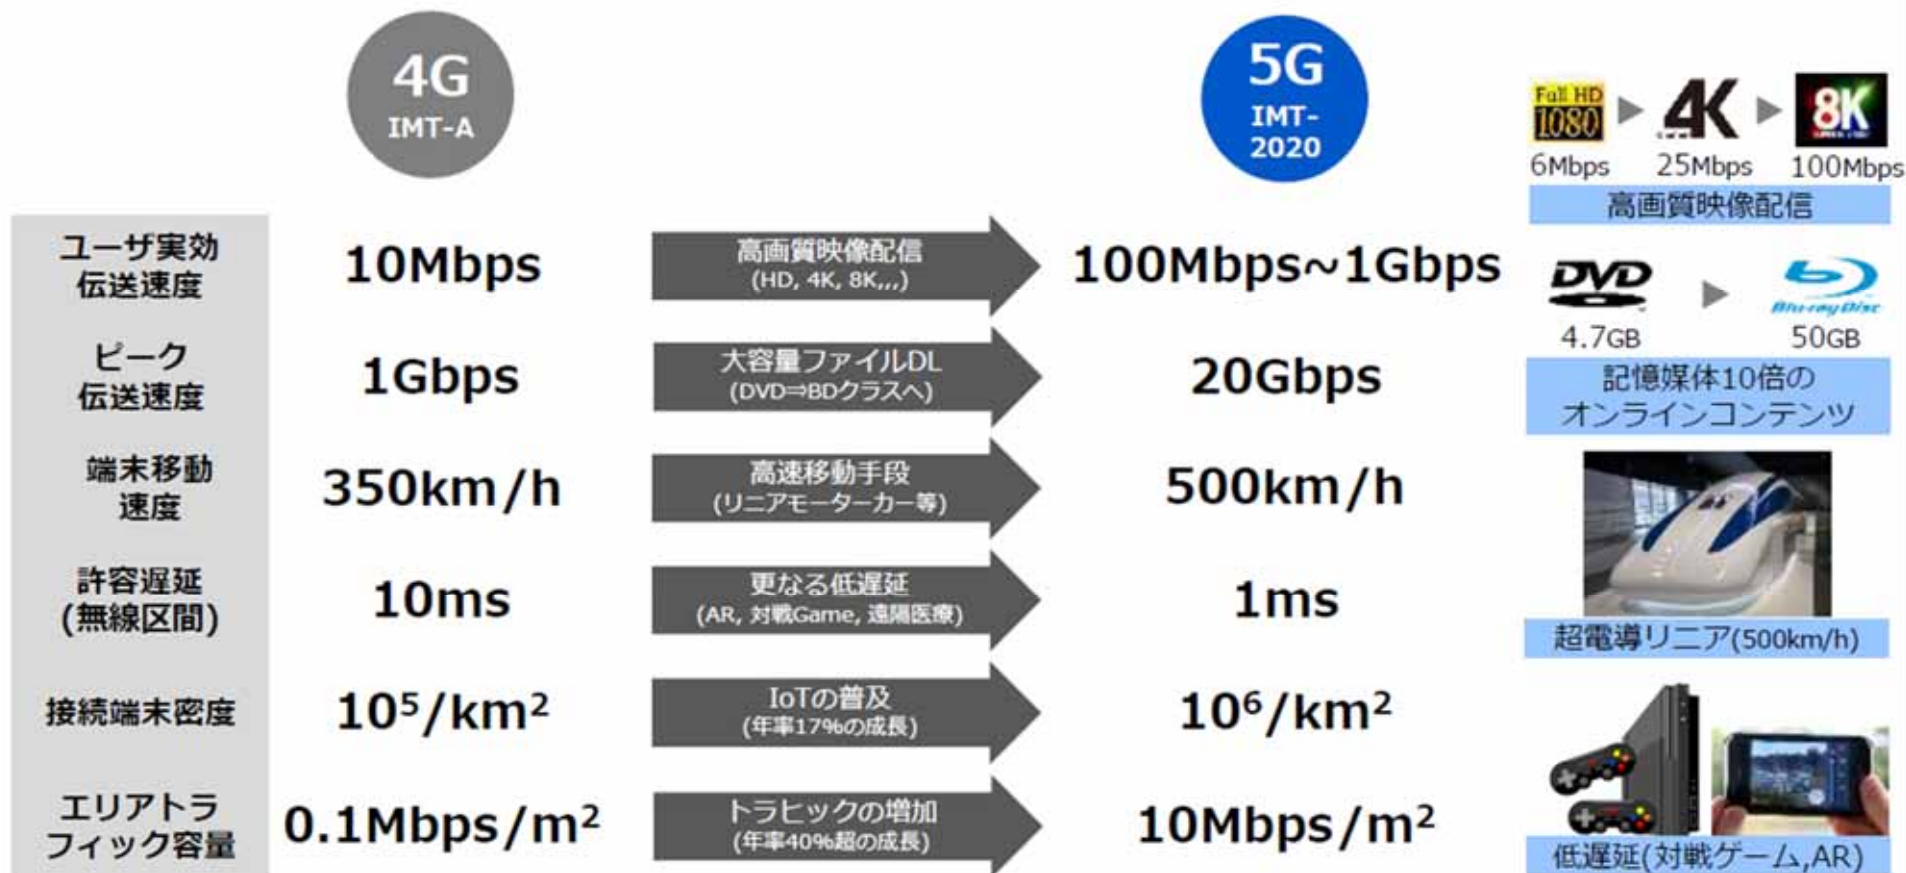 4G
IMT-A
5G
IMT-
2020
Full HD
1080
4K
8K
6Mbps
25Mbps
100Mbps
高画質映像配信
ユーザ実効
伝送速度
10Mbps
高画質映像配信
(HD, 4K, 8K,,,)
100Mbps~1Gbps
DVD
Blu-ray Disc
4.7GB
50GB
記憶媒体10倍の
オンラインコンテンツ
ピーク
伝送速度
1Gbps
大容量ファイルDL
(DVD⇒BDクラスへ)
20Gbps
端末移動
速度
350km/h
高速移動手段
(リニアモーターカー等)
500km/h
超電導リニア(500km/h)
許容遅延
(無線区間)
10ms
更なる低遅延
(AR, 対戦Game, 遠隔医療)
1ms
接続端末密度
10⁵/km²
IoTの普及
(年率17%の成長)
10⁶/km²
エリアトラ
フィック容量
0.1Mbps/m²
トラヒックの増加
(年率40%超の成長)
10Mbps/m²
低遅延(対戦ゲーム,AR)